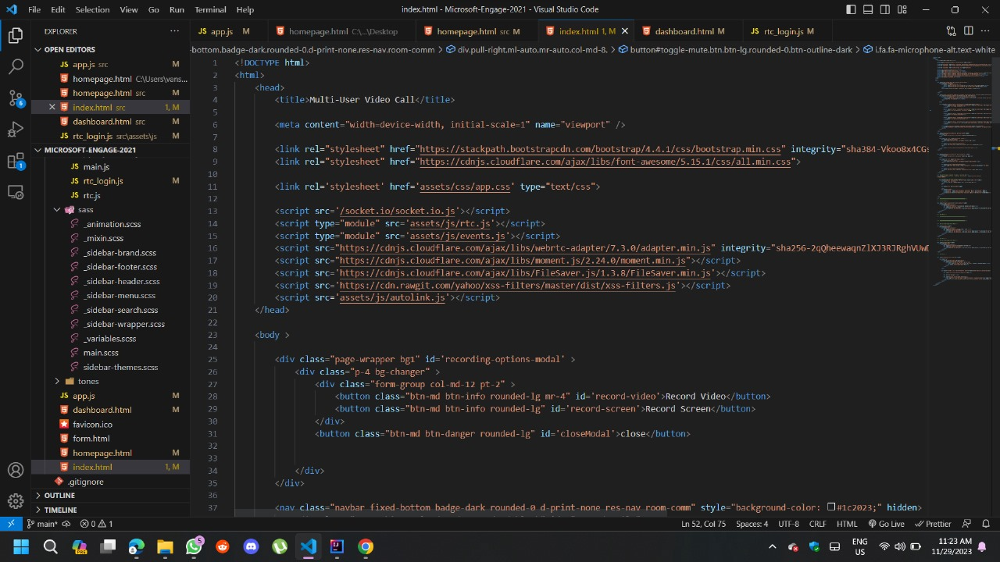 File Edit Selection View Go Run Terminal Help
index.html - Microsoft-Engage-2021 - Visual Studio Code
EXPLORER
OPEN EDITORS
app.js M
homepage.html C:\Users\vans...
homepage.html src M
index.html src 1, M
dashboard.html src M
rtc_login.js src\assets\js M
MICROSOFT-ENGAGE-2021
main.js
rtc_login.js M
rtc.js
sass
_animation.scss
_mixin.scss
_sidebar-brand.scss
_sidebar-footer.scss
_sidebar-header.scss
_sidebar-menu.scss
_sidebar-search.scss
_sidebar-wrapper.scss
_variables.scss
main.scss
sidebar-themes.scss
tones
app.js M
dashboard.html M
favicon.ico
form.html
homepage.html M
index.html 1, M
.gitignore
OUTLINE
TIMELINE
6
1
app.js M homepage.html C:\...\Desktop homepage.html src M index.html 1, M dashboard.html M rtc_login.js M
-bottom.badge-dark.rounded-0.d-print-none.res-nav.room-comm > div.pull-right.ml-auto.mr-auto.col-md-8. > button#toggle-mute.btn.btn-lg.rounded-0.btn-outline-dark > i.fa.fa-microphone-alt.text-white
1 <!DOCTYPE html>
2 <html>
3 <head>
4 <title>Multi-User Video Call</title>
5
6 <meta content="width=device-width, initial-scale=1" name="viewport" />
7
8 <link rel="stylesheet" href="https://stackpath.bootstrapcdn.com/bootstrap/4.4.1/css/bootstrap.min.css" integrity="sha384-Vkoo8x4CGs
9 <link rel="stylesheet" href="https://cdnjs.cloudflare.com/ajax/libs/font-awesome/5.15.1/css/all.min.css">
10
11 <link rel="stylesheet" href="assets/css/app.css" type="text/css">
12
13 <script src='/socket.io/socket.io.js'></script>
14 <script type="module" src='assets/js/rtc.js'></script>
15 <script type="module" src='assets/js/events.js'></script>
16 <script src="https://cdnjs.cloudflare.com/ajax/libs/webrtc-adapter/7.3.0/adapter.min.js" integrity="sha256-2qQheewaqnZlXJ3RJRghVUwD
17 <script src='https://cdnjs.cloudflare.com/ajax/libs/moment.js/2.24.0/moment.min.js'></script>
18 <script src='https://cdnjs.cloudflare.com/ajax/libs/FileSaver.js/1.3.8/FileSaver.min.js'></script>
19 <script src='https://cdn.rawgit.com/yahoo/xss-filters/master/dist/xss-filters.js'></script>
20 <script src='assets/js/autolink.js'></script>
21 </head>
22
23 <body >
24
25 <div class="page-wrapper bg1" id='recording-options-modal' >
26 <div class="p-4 bg-changer" >
27 <div class="form-group col-md-12 pt-2" >
28 <button class="btn-md btn-info rounded-lg mr-4" id='record-video'>Record Video</button>
29 <button class="btn-md btn-info rounded-lg" id='record-screen'>Record Screen</button>
30 </div>
31 <button class="btn-md btn-danger rounded-lg" id='closeModal'>close</button>
32
33
34 </div>
35 </div>
36
37 <nav class="navbar fixed-bottom badge-dark rounded-0 d-print-none res-nav room-comm" style="background-color: #1c2023;" hidden>
main* 0 1 Ln 52, Col 75 Spaces: 4 UTF-8 CRLF HTML Go Live Prettier
PRE 5 ENG US 11:23 AM 11/29/2023